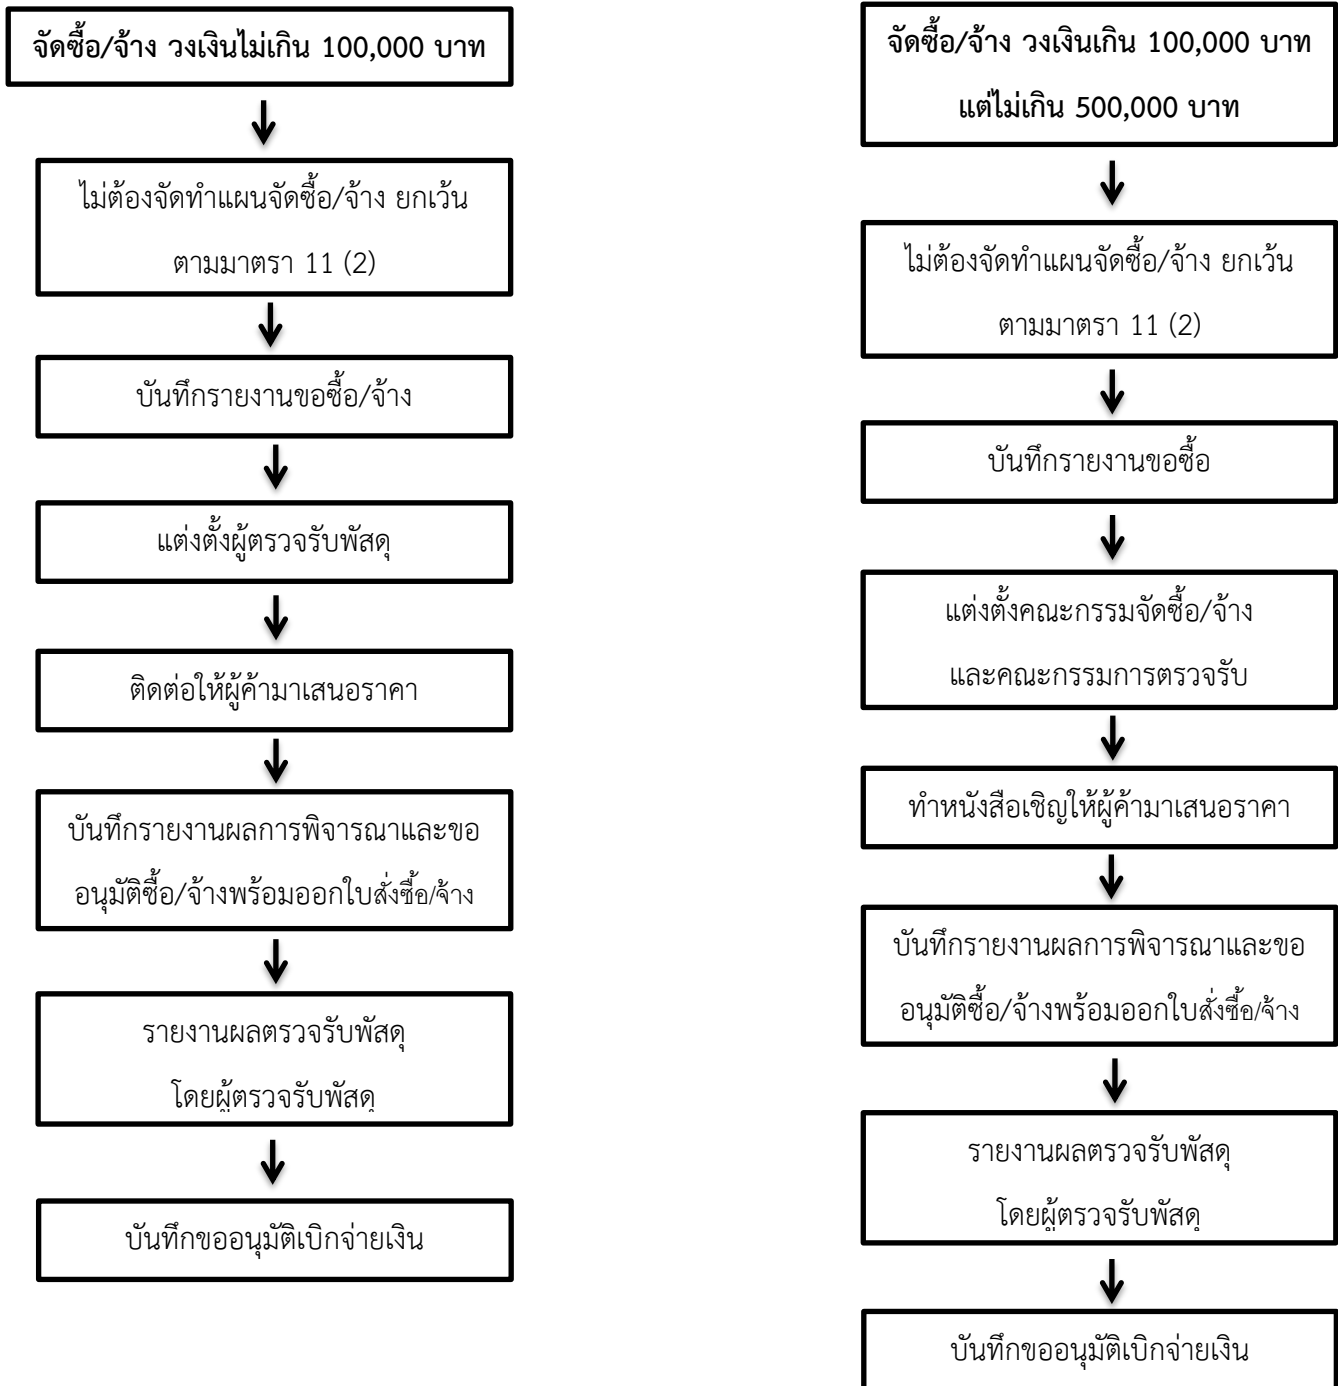 จัดซื้อ/จ้าง วงเงินไม่เกิน 100,000 บาท
ไม่ต้องจัดทำแผนจัดซื้อ/จ้าง ยกเว้น
ตามมาตรา 11 (2)
บันทึกรายงานขอซื้อ/จ้าง
แต่งตั้งผู้ตรวจรับพัสดุ
ติดต่อให้ผู้ค้ามาเสนอราคา
บันทึกรายงานผลการพิจารณาและขอ
อนุมัติซื้อ/จ้างพร้อมออกใบสั่งซื้อ/จ้าง
รายงานผลตรวจรับพัสดุ
โดยผู้ตรวจรับพัสดุ
บันทึกขออนุมัติเบิกจ่ายเงิน
จัดซื้อ/จ้าง วงเงินเกิน 100,000 บาท
แต่ไม่เกิน 500,000 บาท
ไม่ต้องจัดทำแผนจัดซื้อ/จ้าง ยกเว้น
ตามมาตรา 11 (2)
บันทึกรายงานขอซื้อ
แต่งตั้งคณะกรรมจัดซื้อ/จ้าง
และคณะกรรมการตรวจรับ
ทำหนังสือเชิญให้ผู้ค้ามาเสนอราคา
บันทึกรายงานผลการพิจารณาและขอ
อนุมัติซื้อ/จ้างพร้อมออกใบสั่งซื้อ/จ้าง
รายงานผลตรวจรับพัสดุ
โดยผู้ตรวจรับพัสดุ
บันทึกขออนุมัติเบิกจ่ายเงิน